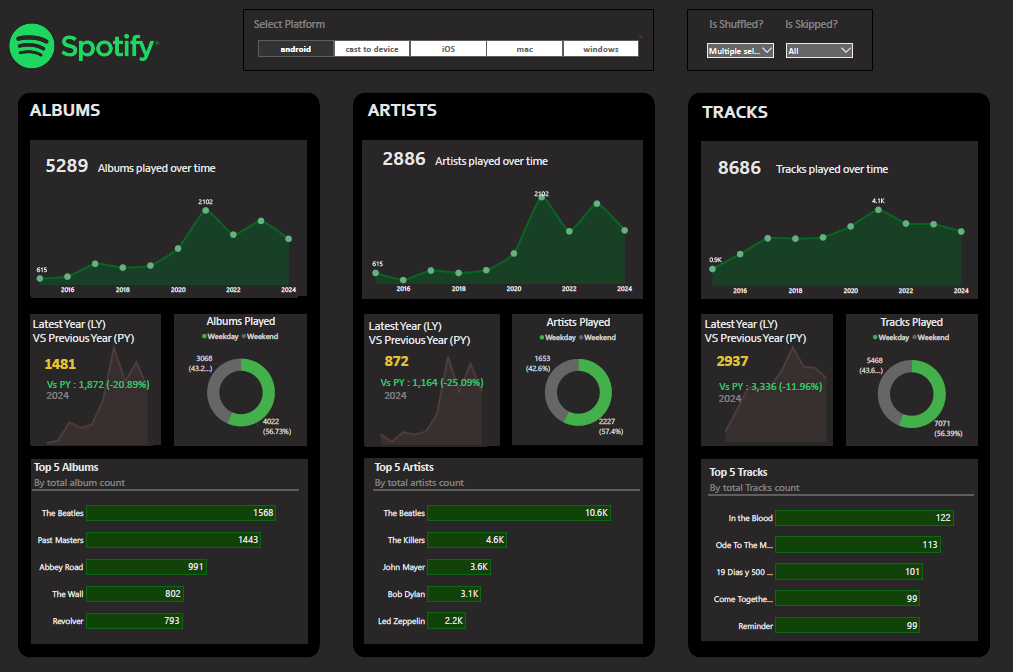 Spotify
Select Platform
android
cast to device
iOS
mac
windows
Is Shuffled?
Is Skipped?
Multiple sel...
All
ALBUMS
5289 Albums played over time
615
2102
2016
2018
2020
2022
2024
Latest Year (LY)
VS Previous Year (PY)
1481
Vs PY : 1,872 (-20.89%)
2024
Albums Played
Weekday Weekend
3068
(43.2...)
4022
(56.73%)
Top 5 Albums
By total album count
The Beatles 1568
Past Masters 1443
Abbey Road 991
The Wall 802
Revolver 793
ARTISTS
2886 Artists played over time
615
2102
2016
2018
2020
2022
2024
Latest Year (LY)
VS Previous Year (PY)
872
Vs PY : 1,164 (-25.09%)
2024
Artists Played
Weekday Weekend
1653
(42.6%)
2227
(57.4%)
Top 5 Artists
By total artists count
The Beatles 10.6K
The Killers 4.6K
John Mayer 3.6K
Bob Dylan 3.1K
Led Zeppelin 2.2K
TRACKS
8686 Tracks played over time
0.9K
4.1K
2016
2018
2020
2022
2024
Latest Year (LY)
VS Previous Year (PY)
2937
Vs PY : 3,336 (-11.96%)
2024
Tracks Played
Weekday Weekend
5468
(43.6...)
7071
(56.39%)
Top 5 Tracks
By total Tracks count
In the Blood 122
Ode To The M... 113
19 Dias y 500 ... 101
Come Togethe... 99
Reminder 99